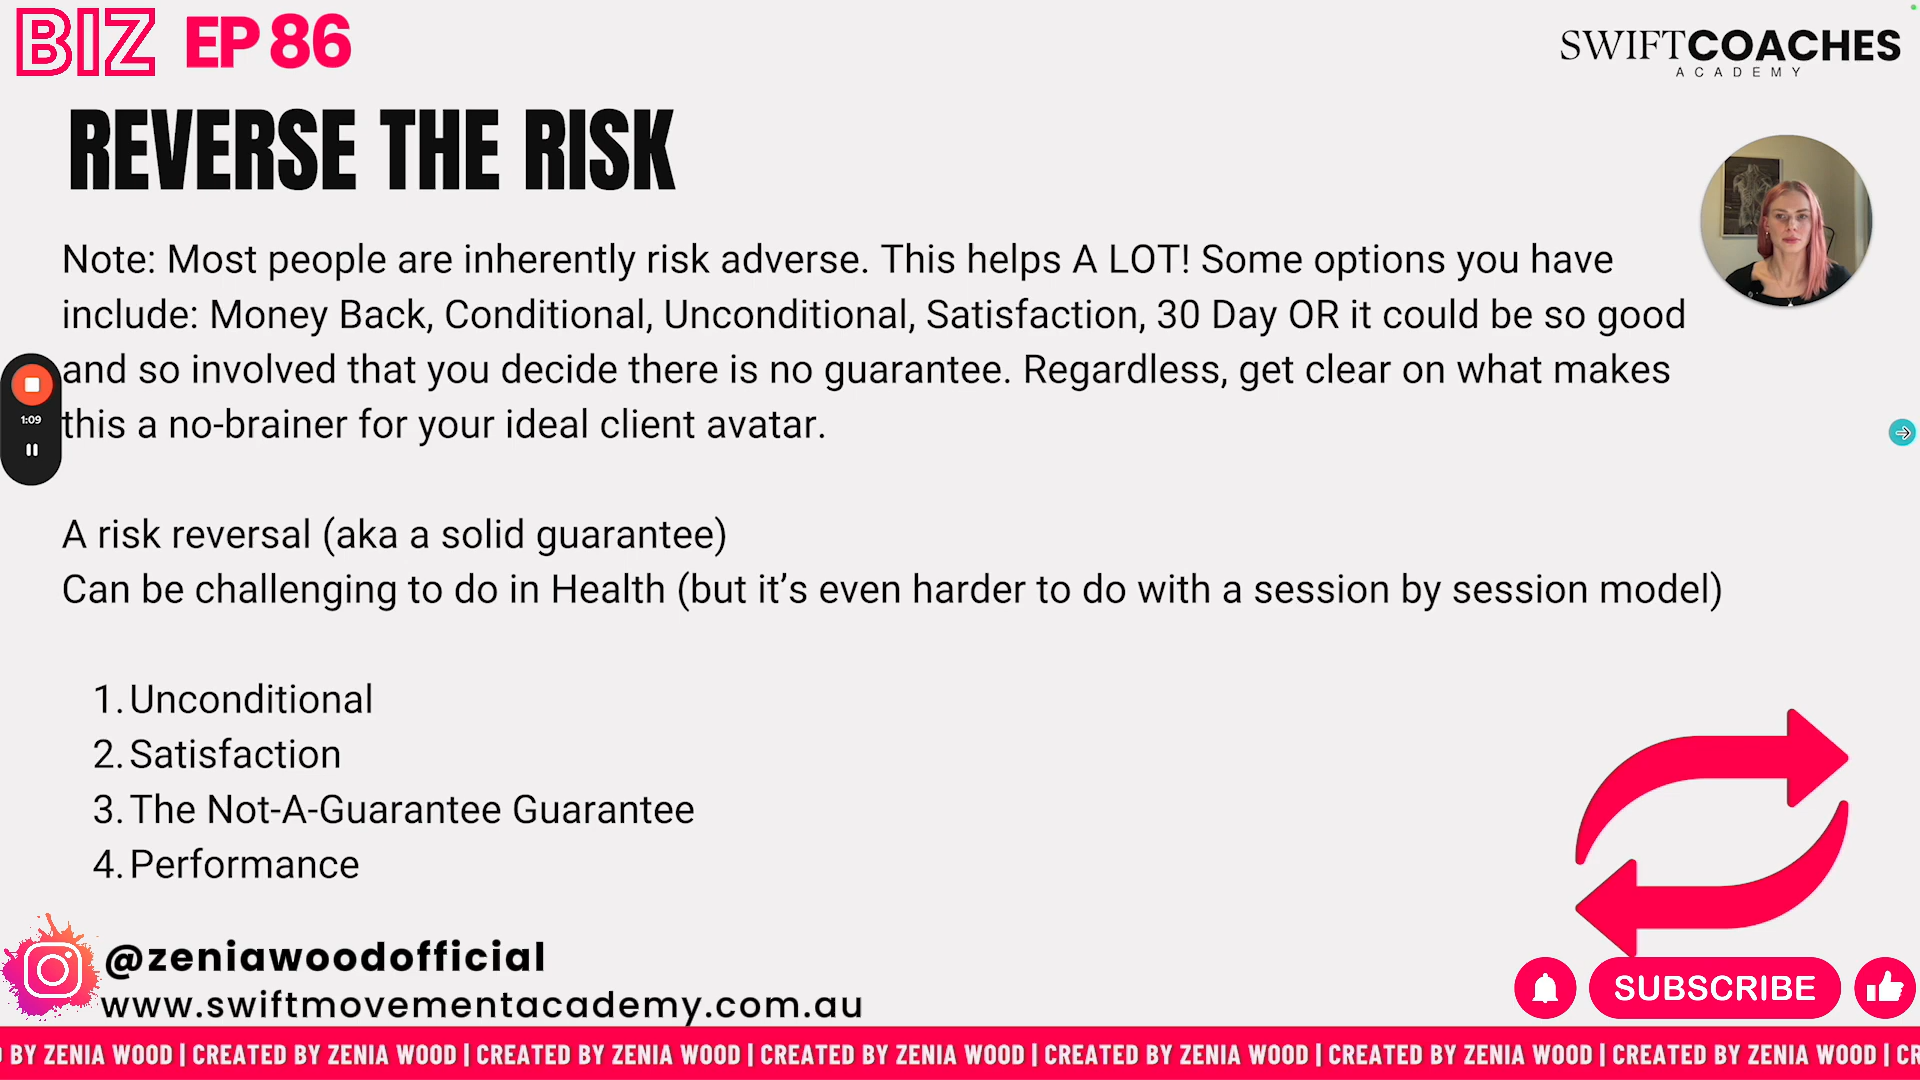 BIZ EP 86
SWIFTCOACHES
ACADEMY
REVERSE THE RISK
Note: Most people are inherently risk adverse. This helps A LOT! Some options you have
include: Money Back, Conditional, Unconditional, Satisfaction, 30 Day OR it could be so good
and so involved that you decide there is no guarantee. Regardless, get clear on what makes
this a no-brainer for your ideal client avatar.
1:09
A risk reversal (aka a solid guarantee)
Can be challenging to do in Health (but it's even harder to do with a session by session model)
1. Unconditional
2. Satisfaction
3. The Not-A-Guarantee Guarantee
4. Performance
@zeniawoodofficial
www.swiftmovementacademy.com.au
SUBSCRIBE
BY ZENIA WOOD | CREATED BY ZENIA WOOD | CREATED BY ZENIA WOOD | CREATED BY ZENIA WOOD | CREATED BY ZENIA WOOD | CREATED BY ZENIA WOOD | CREATED BY ZENIA WOOD | CR